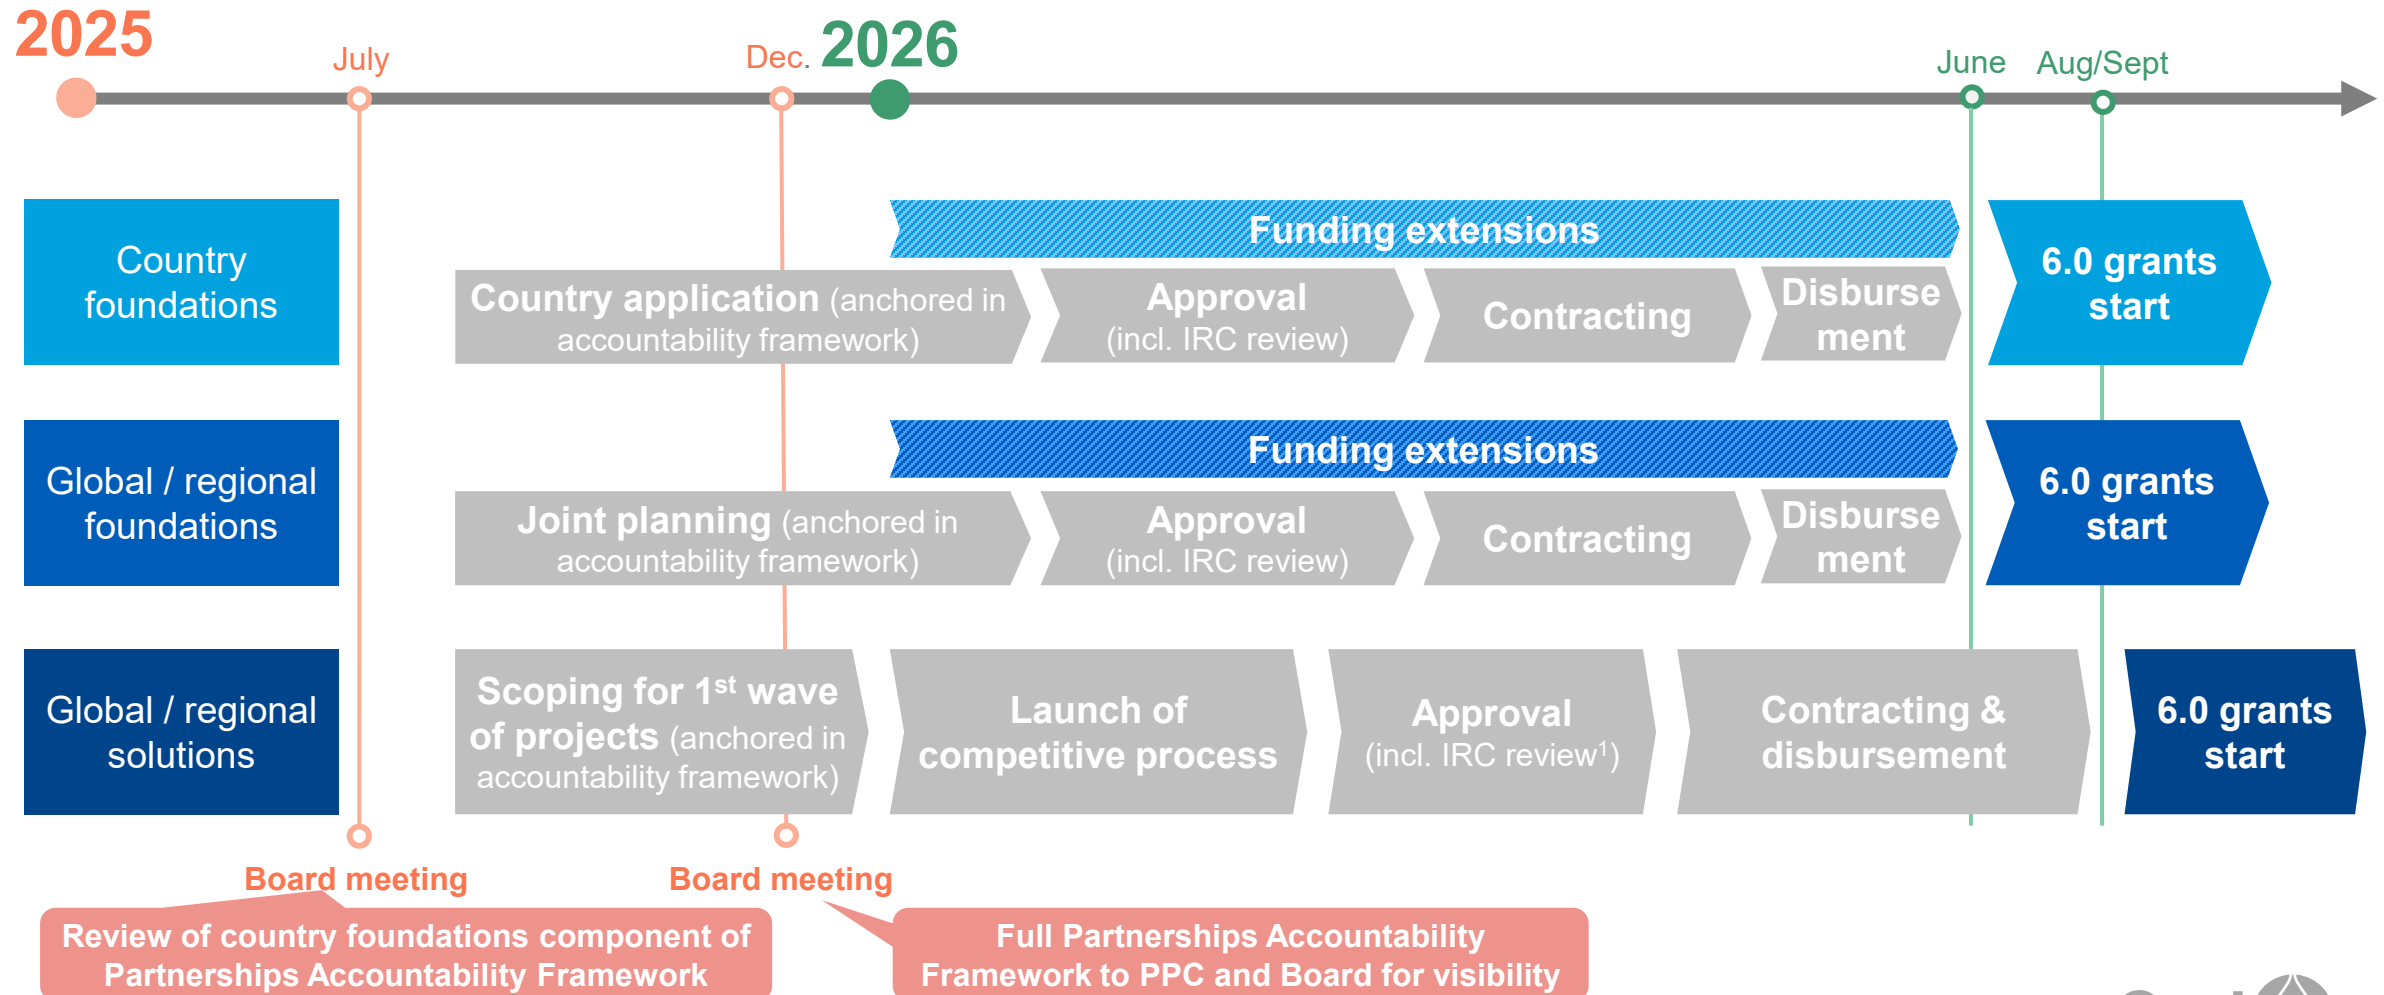 2025
July
Dec.
2026
June
Aug/Sept
Country
foundations
Funding extensions
Country application (anchored in
accountability framework)
Approval
(incl. IRC review)
Contracting
Disburse
ment
6.0 grants
start
Global / regional
foundations
Funding extensions
Joint planning (anchored in
accountability framework)
Approval
(incl. IRC review)
Contracting
Disburse
ment
6.0 grants
start
Global / regional
solutions
Scoping for 1st wave
of projects (anchored in
accountability framework)
Launch of
competitive process
Approval
(incl. IRC review1)
Contracting &
disbursement
6.0 grants
start
Board meeting
Board meeting
Review of country foundations component of
Partnerships Accountability Framework
Full Partnerships Accountability
Framework to PPC and Board for visibility